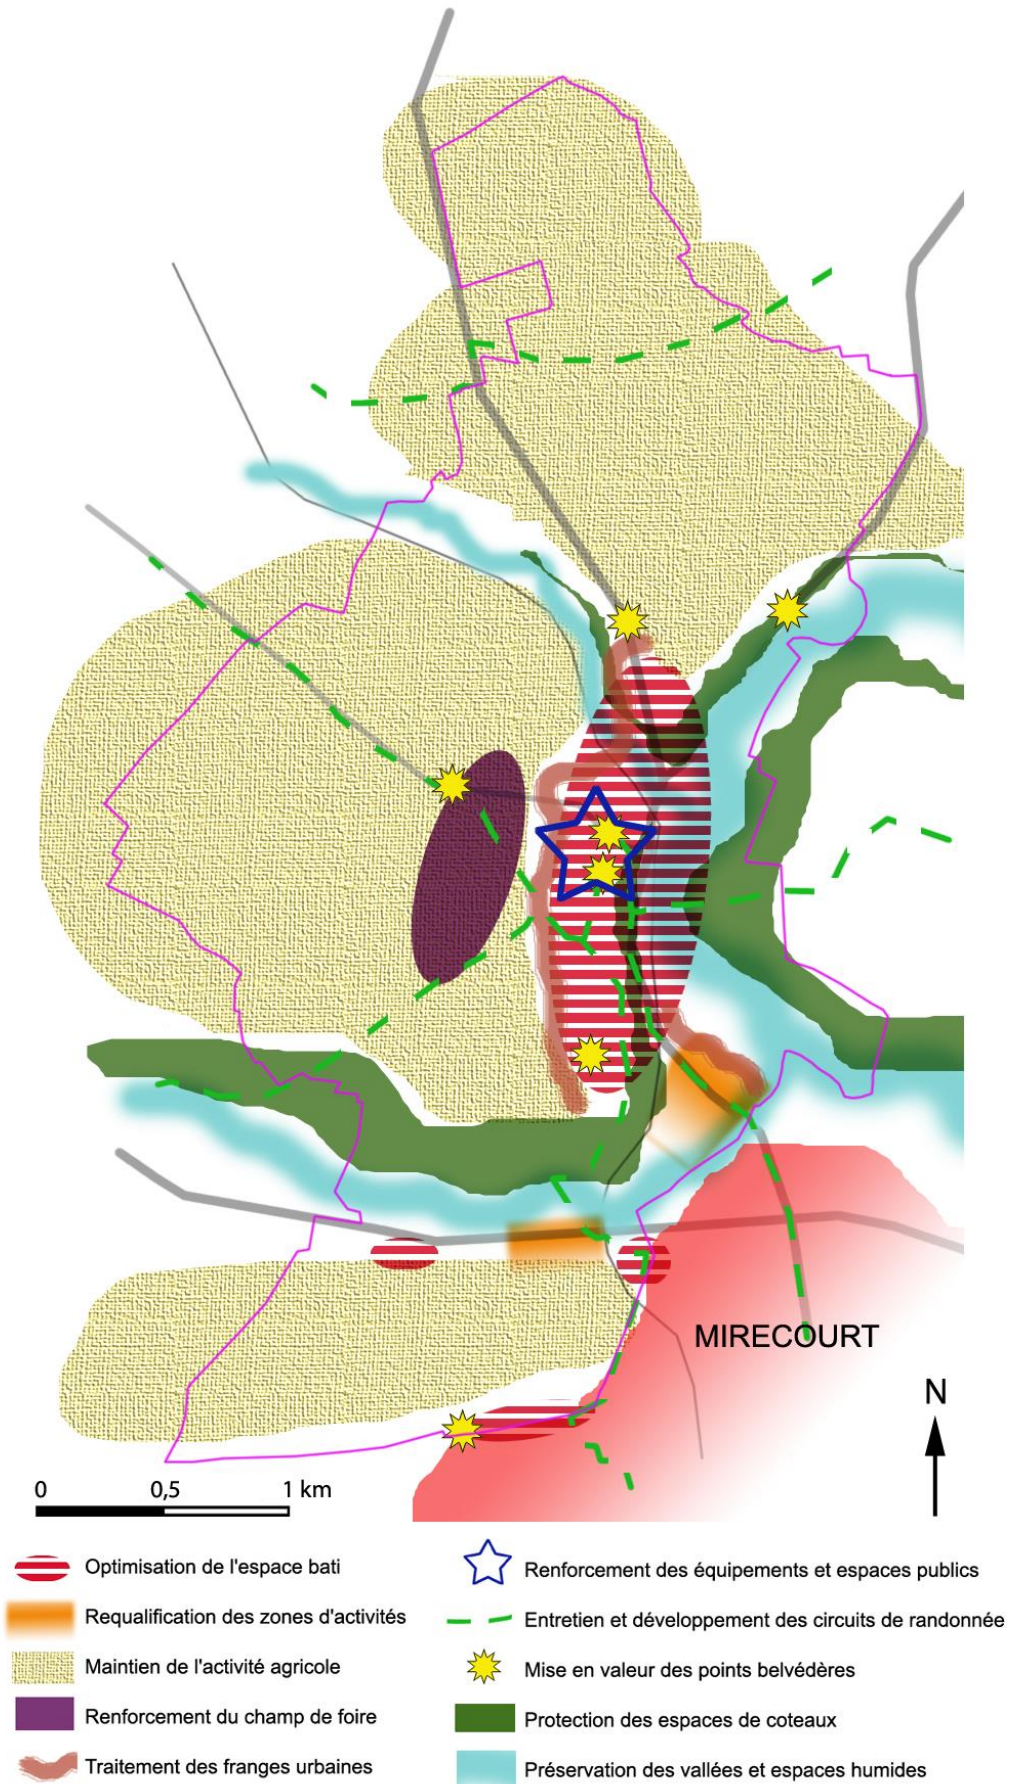 MIRECOURT
N
0 0,5 1 km
Optimisation de l'espace bati
Requalification des zones d'activités
Maintien de l'activité agricole
Renforcement du champ de foire
Traitement des franges urbaines
Renforcement des équipements et espaces publics
Entretien et développement des circuits de randonnée
Mise en valeur des points belvédères
Protection des espaces de coteaux
Préservation des vallées et espaces humides